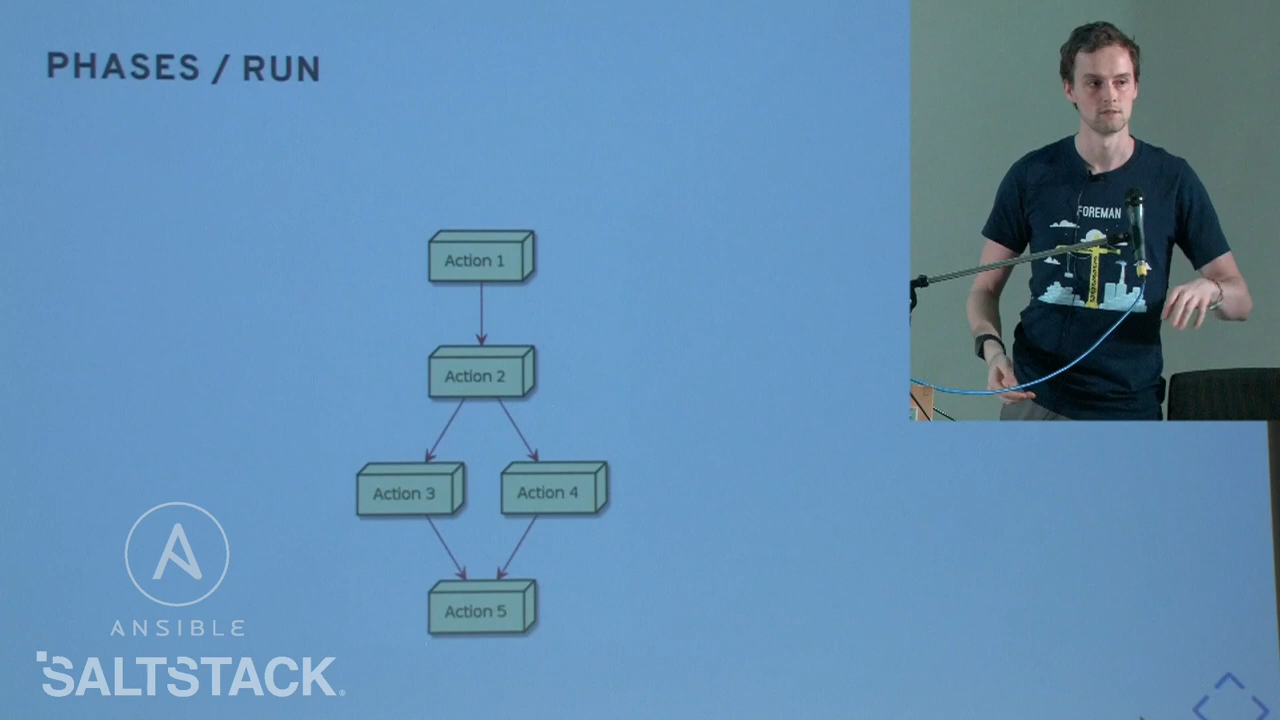 PHASES / RUN
FOREMAN
Action 1
Action 2
Action 3
Action 4
Action 5
ANSIBLE
SALTSTACK